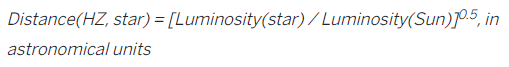 Distance(HZ, star) = [Luminosity(star) / Luminosity(Sun)]^0.5, in
astronomical units